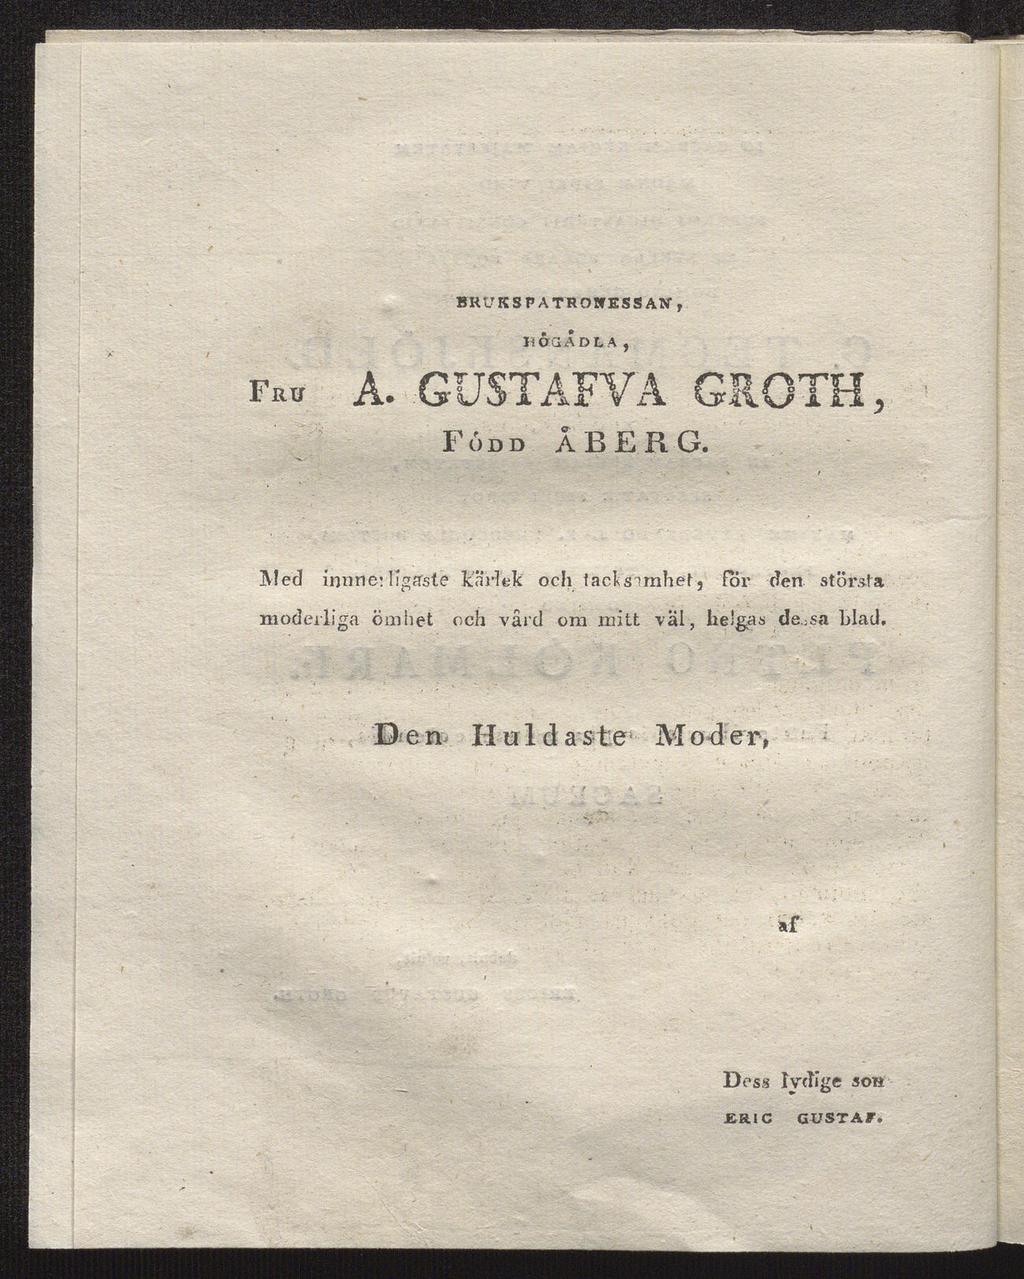 BRUKSPATRONESSAN,
HÖGÅDLA,
FRU A. GUSTAFVA GROTH,
FÖDD ÅBERG.
Med innnerligaste kärlek och tacksamhet, för den största
moderliga ömhet och vård om mitt väl, helgas dessa blad.
Den Huldaste Moder,
af
Dess lydige son
ERIC GUSTAF.